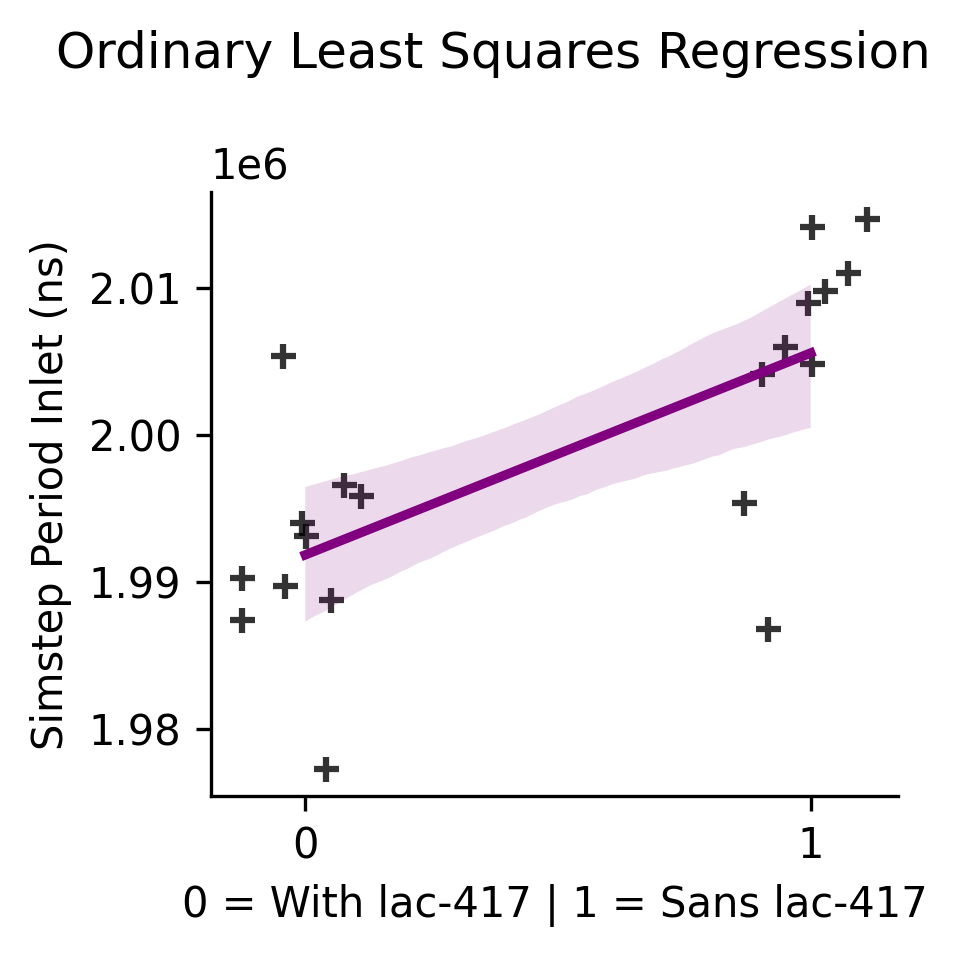 Ordinary Least Squares Regression
1e6
Simstep Period Inlet (ns)
2.01
2.00
1.99
1.98
0 1
0 = With lac-417 | 1 = Sans lac-417